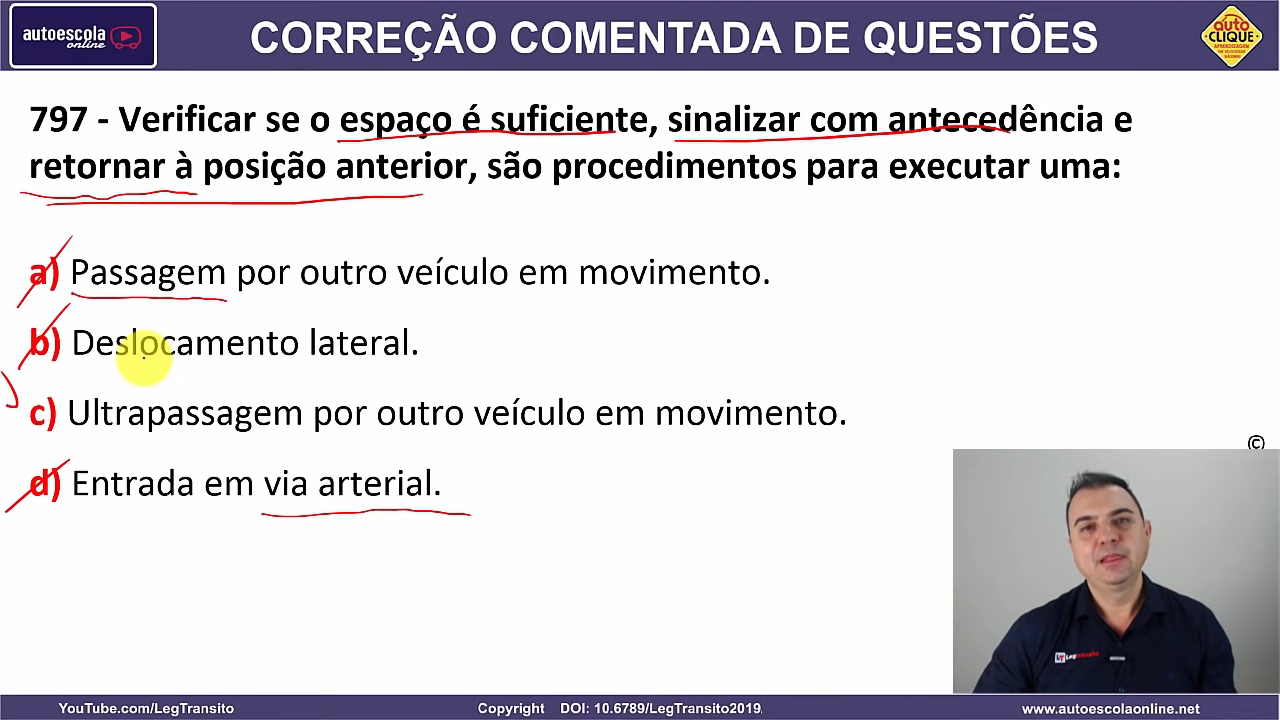 autoescola
online
CORREÇÃO COMENTADA DE QUESTÕES
auto
CLIQUE
797 - Verificar se o espaço é suficiente, sinalizar com antecedência e
retornar à posição anterior, são procedimentos para executar uma:
a) Passagem por outro veículo em movimento.
b) Deslocamento lateral.
c) Ultrapassagem por outro veículo em movimento.
d) Entrada em via arterial.
©
LegTransito
YouTube.com/LegTransito
Copyright DOI: 10.6789/LegTransito2019.
www.autoescolaonline.net